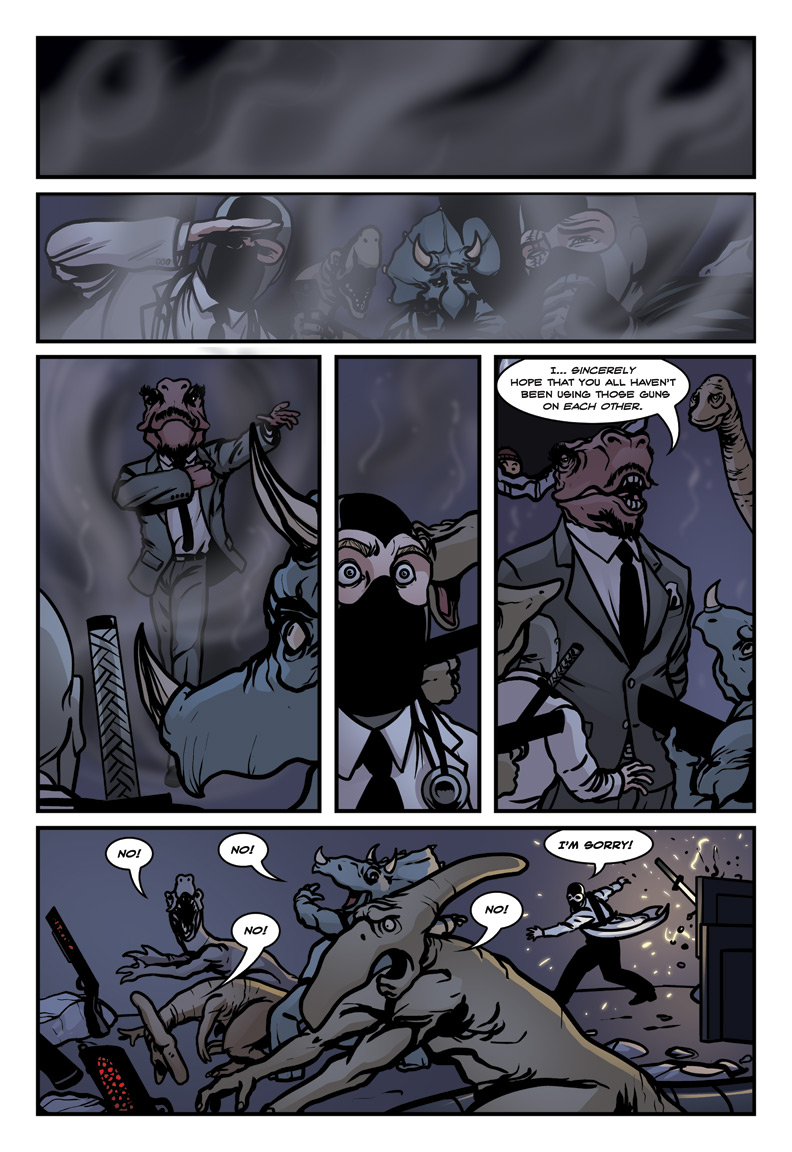 I... SINCERELY
HOPE THAT YOU ALL HAVEN'T
BEEN USING THOSE GUNS
ON EACH OTHER.
NO!
NO!
NO!
NO!
I'M SORRY!